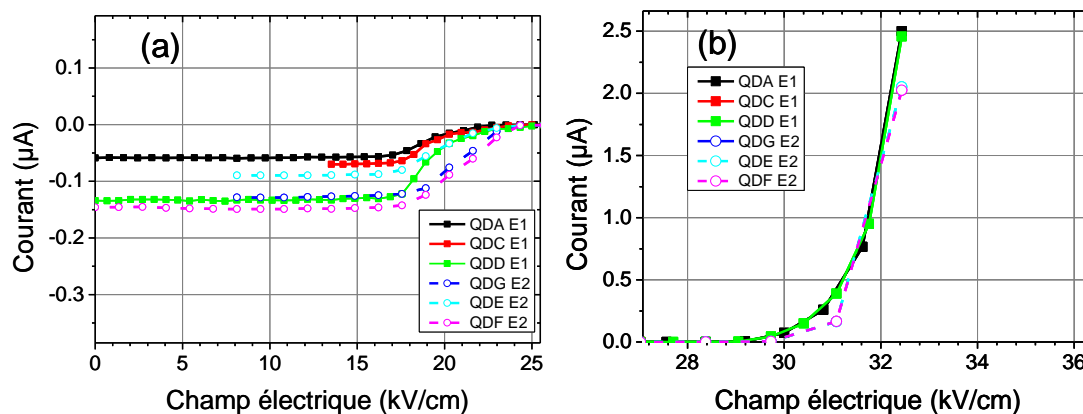 (a)
0.1
0.0
-0.1
-0.2
-0.3
Courant (µA)
0 5 10 15 20 25
Champ électrique (kV/cm)
QDA E1
QDC E1
QDD E1
QDG E2
QDE E2
QDF E2
(b)
2.5
2.0
1.5
1.0
0.5
0.0
Courant (µA)
28 30 32 34 36
Champ électrique (kV/cm)
QDA E1
QDC E1
QDD E1
QDG E2
QDE E2
QDF E2